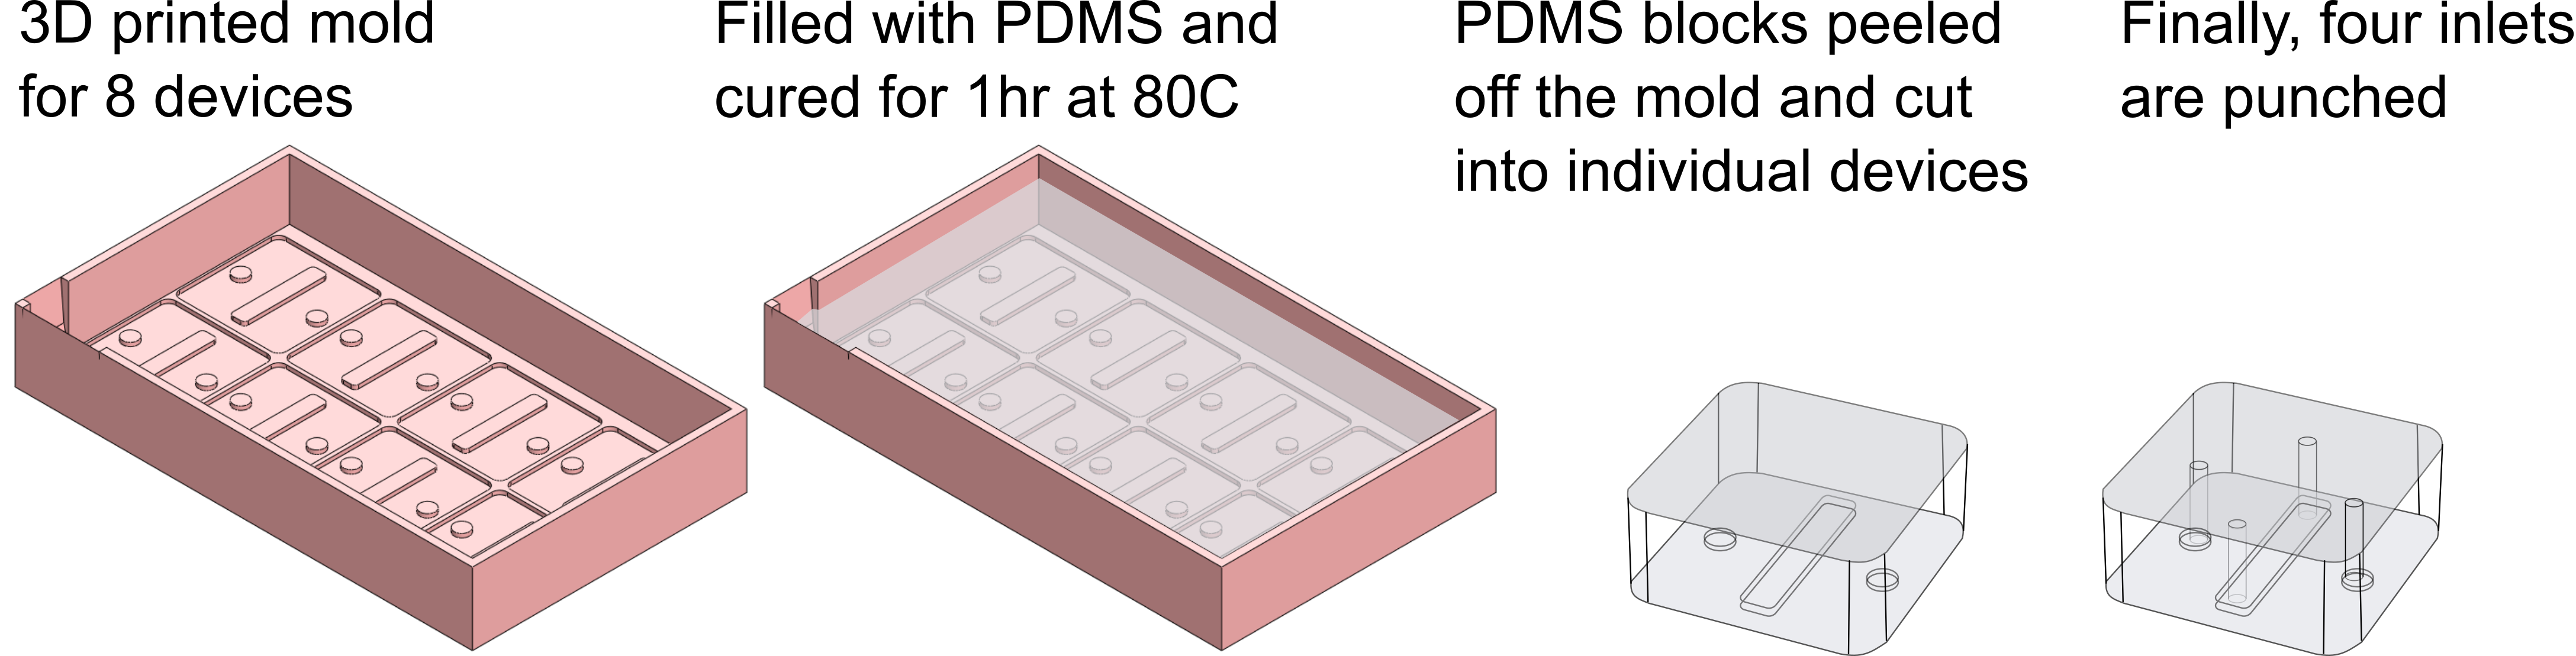 3D printed mold
for 8 devices
Filled with PDMS and
cured for 1hr at 80C
PDMS blocks peeled
off the mold and cut
into individual devices
Finally, four inlets
are punched